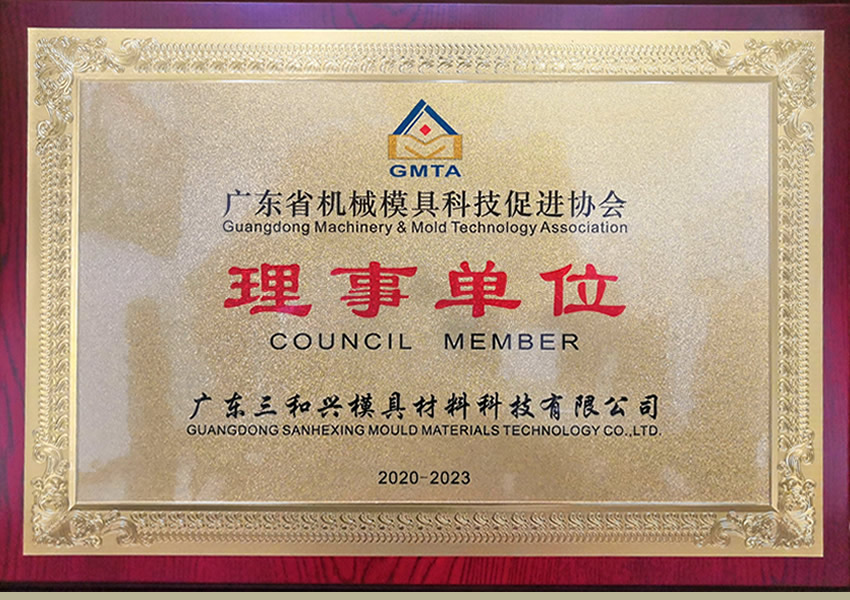 GMTA
广东省机械模具科技促进协会
Guangdong Machinery & Mold Technology Association
理事单位
COUNCIL MEMBER
广东三和兴模具材料科技有限公司
GUANGDONG SANHEXING MOULD MATERIALS TECHNOLOGY CO.,LTD.
2020-2023